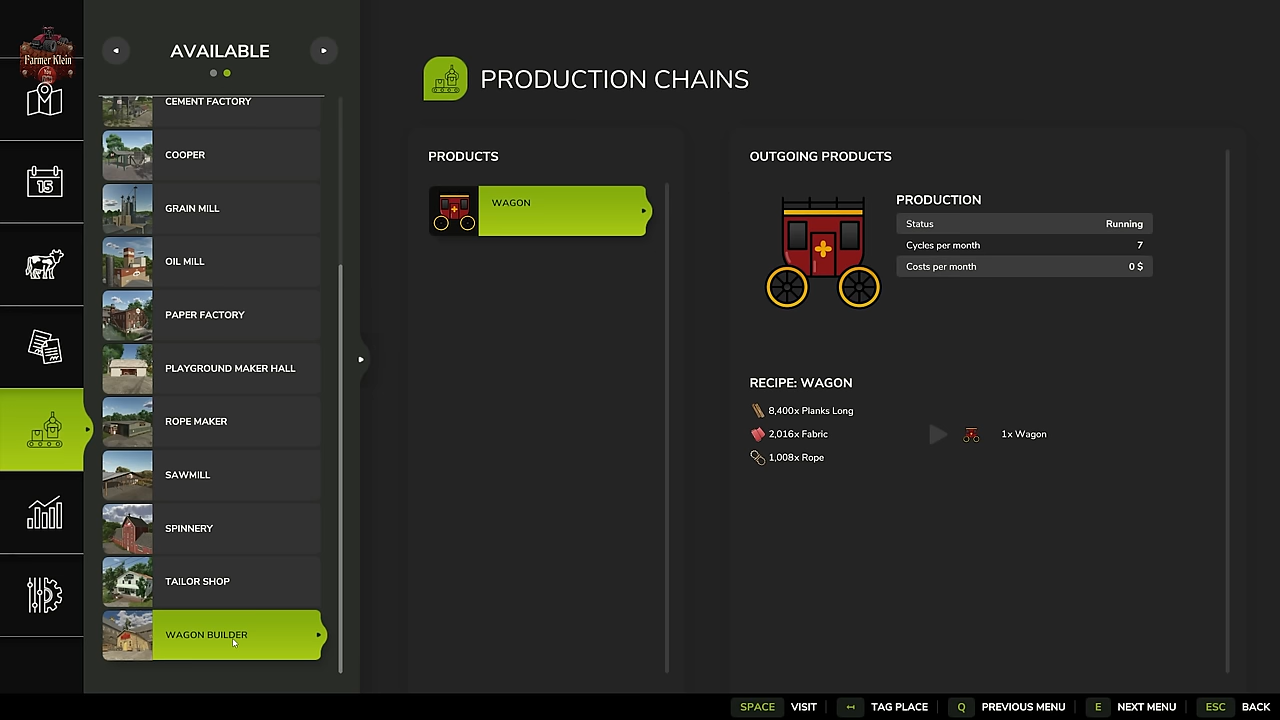 Farmer Klein
You
15
AVAILABLE
CEMENT FACTORY
COOPER
GRAIN MILL
OIL MILL
PAPER FACTORY
PLAYGROUND MAKER HALL
ROPE MAKER
SAWMILL
SPINNERY
TAILOR SHOP
WAGON BUILDER
PRODUCTION CHAINS
PRODUCTS
WAGON
OUTGOING PRODUCTS
PRODUCTION
Status Running
Cycles per month 7
Costs per month 0 $
RECIPE: WAGON
8,400x Planks Long
2,016x Fabric
1,008x Rope
1x Wagon
SPACE VISIT
TAG PLACE
Q PREVIOUS MENU
E NEXT MENU
ESC BACK